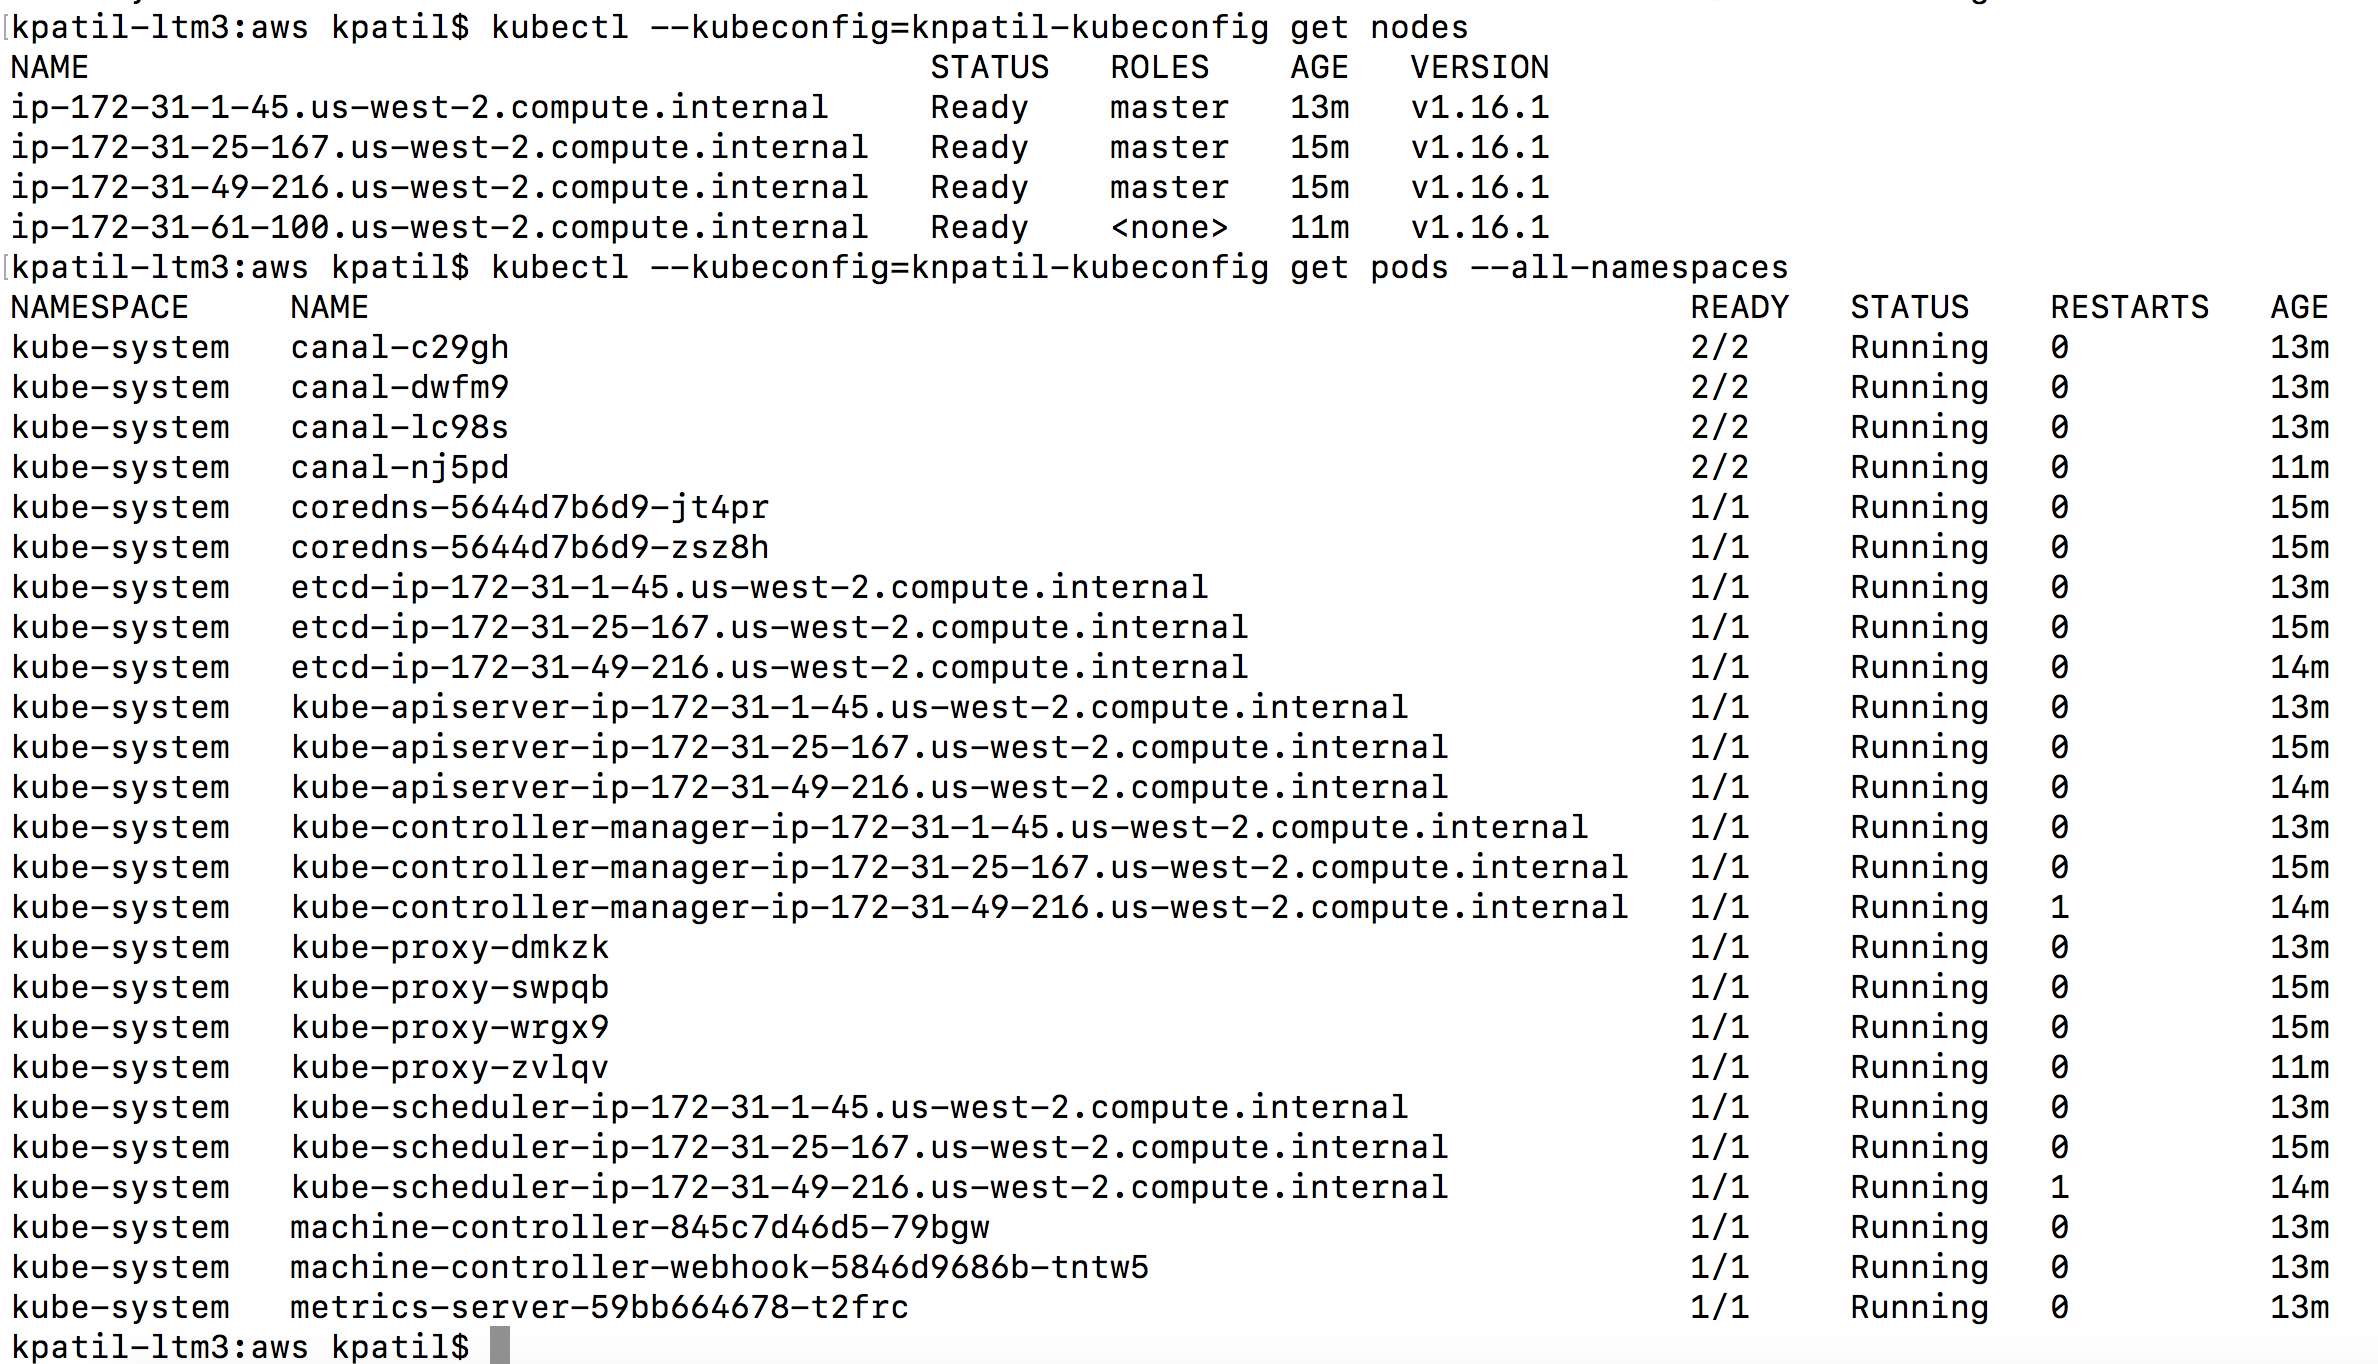 [kpatil-ltm3:aws kpatil$ kubectl --kubeconfig=knpatil-kubeconfig get nodes
NAME                                          STATUS   ROLES    AGE   VERSION
ip-172-31-1-45.us-west-2.compute.internal     Ready    master   13m   v1.16.1
ip-172-31-25-167.us-west-2.compute.internal   Ready    master   15m   v1.16.1
ip-172-31-49-216.us-west-2.compute.internal   Ready    master   15m   v1.16.1
ip-172-31-61-100.us-west-2.compute.internal   Ready    <none>   11m   v1.16.1
[kpatil-ltm3:aws kpatil$ kubectl --kubeconfig=knpatil-kubeconfig get pods --all-namespaces
NAMESPACE     NAME                                                                  READY   STATUS    RESTARTS   AGE
kube-system   canal-c29gh                                                           2/2     Running   0          13m
kube-system   canal-dwfm9                                                           2/2     Running   0          13m
kube-system   canal-lc98s                                                           2/2     Running   0          13m
kube-system   canal-nj5pd                                                           2/2     Running   0          11m
kube-system   coredns-5644d7b6d9-jt4pr                                              1/1     Running   0          15m
kube-system   coredns-5644d7b6d9-zsz8h                                              1/1     Running   0          15m
kube-system   etcd-ip-172-31-1-45.us-west-2.compute.internal                        1/1     Running   0          13m
kube-system   etcd-ip-172-31-25-167.us-west-2.compute.internal                      1/1     Running   0          15m
kube-system   etcd-ip-172-31-49-216.us-west-2.compute.internal                      1/1     Running   0          14m
kube-system   kube-apiserver-ip-172-31-1-45.us-west-2.compute.internal              1/1     Running   0          13m
kube-system   kube-apiserver-ip-172-31-25-167.us-west-2.compute.internal            1/1     Running   0          15m
kube-system   kube-apiserver-ip-172-31-49-216.us-west-2.compute.internal            1/1     Running   0          14m
kube-system   kube-controller-manager-ip-172-31-1-45.us-west-2.compute.internal     1/1     Running   0          13m
kube-system   kube-controller-manager-ip-172-31-25-167.us-west-2.compute.internal   1/1     Running   0          15m
kube-system   kube-controller-manager-ip-172-31-49-216.us-west-2.compute.internal   1/1     Running   1          14m
kube-system   kube-proxy-dmkzk                                                      1/1     Running   0          13m
kube-system   kube-proxy-swpqb                                                      1/1     Running   0          15m
kube-system   kube-proxy-wrgx9                                                      1/1     Running   0          15m
kube-system   kube-proxy-zvlqv                                                      1/1     Running   0          11m
kube-system   kube-scheduler-ip-172-31-1-45.us-west-2.compute.internal              1/1     Running   0          13m
kube-system   kube-scheduler-ip-172-31-25-167.us-west-2.compute.internal            1/1     Running   0          15m
kube-system   kube-scheduler-ip-172-31-49-216.us-west-2.compute.internal            1/1     Running   1          14m
kube-system   machine-controller-845c7d46d5-79bgw                                   1/1     Running   0          13m
kube-system   machine-controller-webhook-5846d9686b-tntw5                           1/1     Running   0          13m
kube-system   metrics-server-59bb664678-t2frc                                       1/1     Running   0          13m
kpatil-ltm3:aws kpatil$